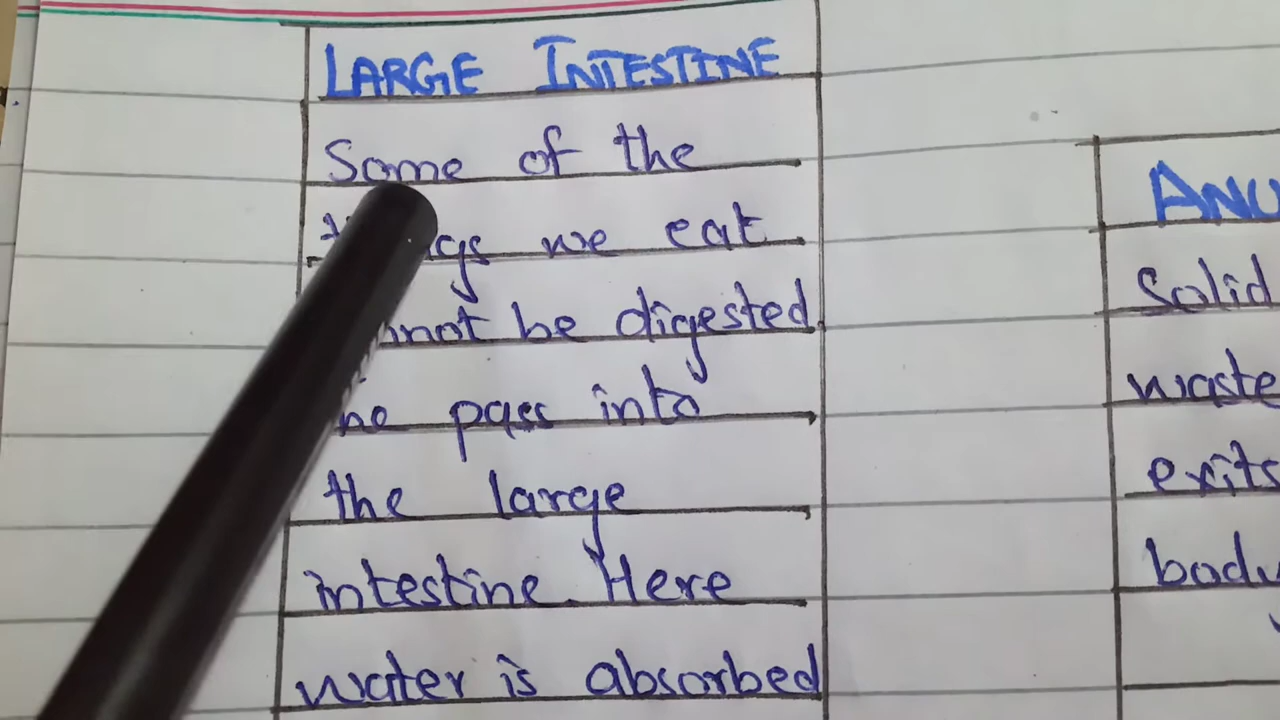 LARGE INTESTINE
Some of the
we eat
be digested
pass into
the large
intestine. Here
water is absorbed
Solid
waste
exits
body